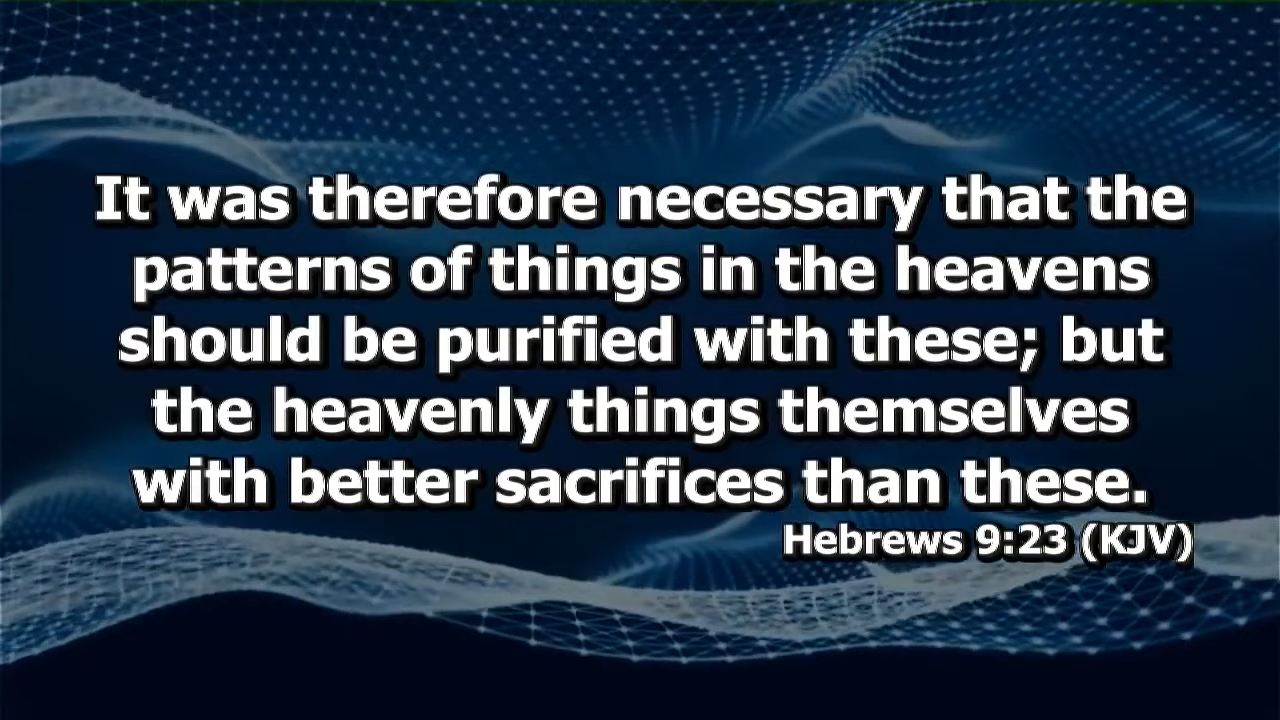 It was therefore necessary that the
patterns of things in the heavens
should be purified with these; but
the heavenly things themselves
with better sacrifices than these.
Hebrews 9:23 (KJV)